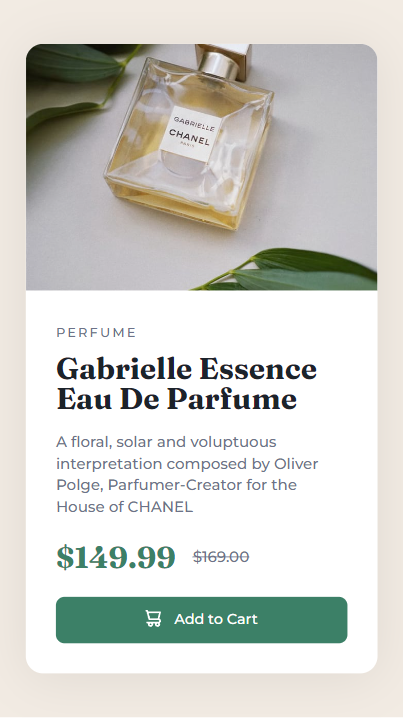 GABRIELLE
CHANEL
PARIS
PERFUME
Gabrielle Essence
Eau De Parfume
A floral, solar and voluptuous
interpretation composed by Oliver
Polge, Parfumer-Creator for the
House of CHANEL
$149.99 $169.00
Add to Cart